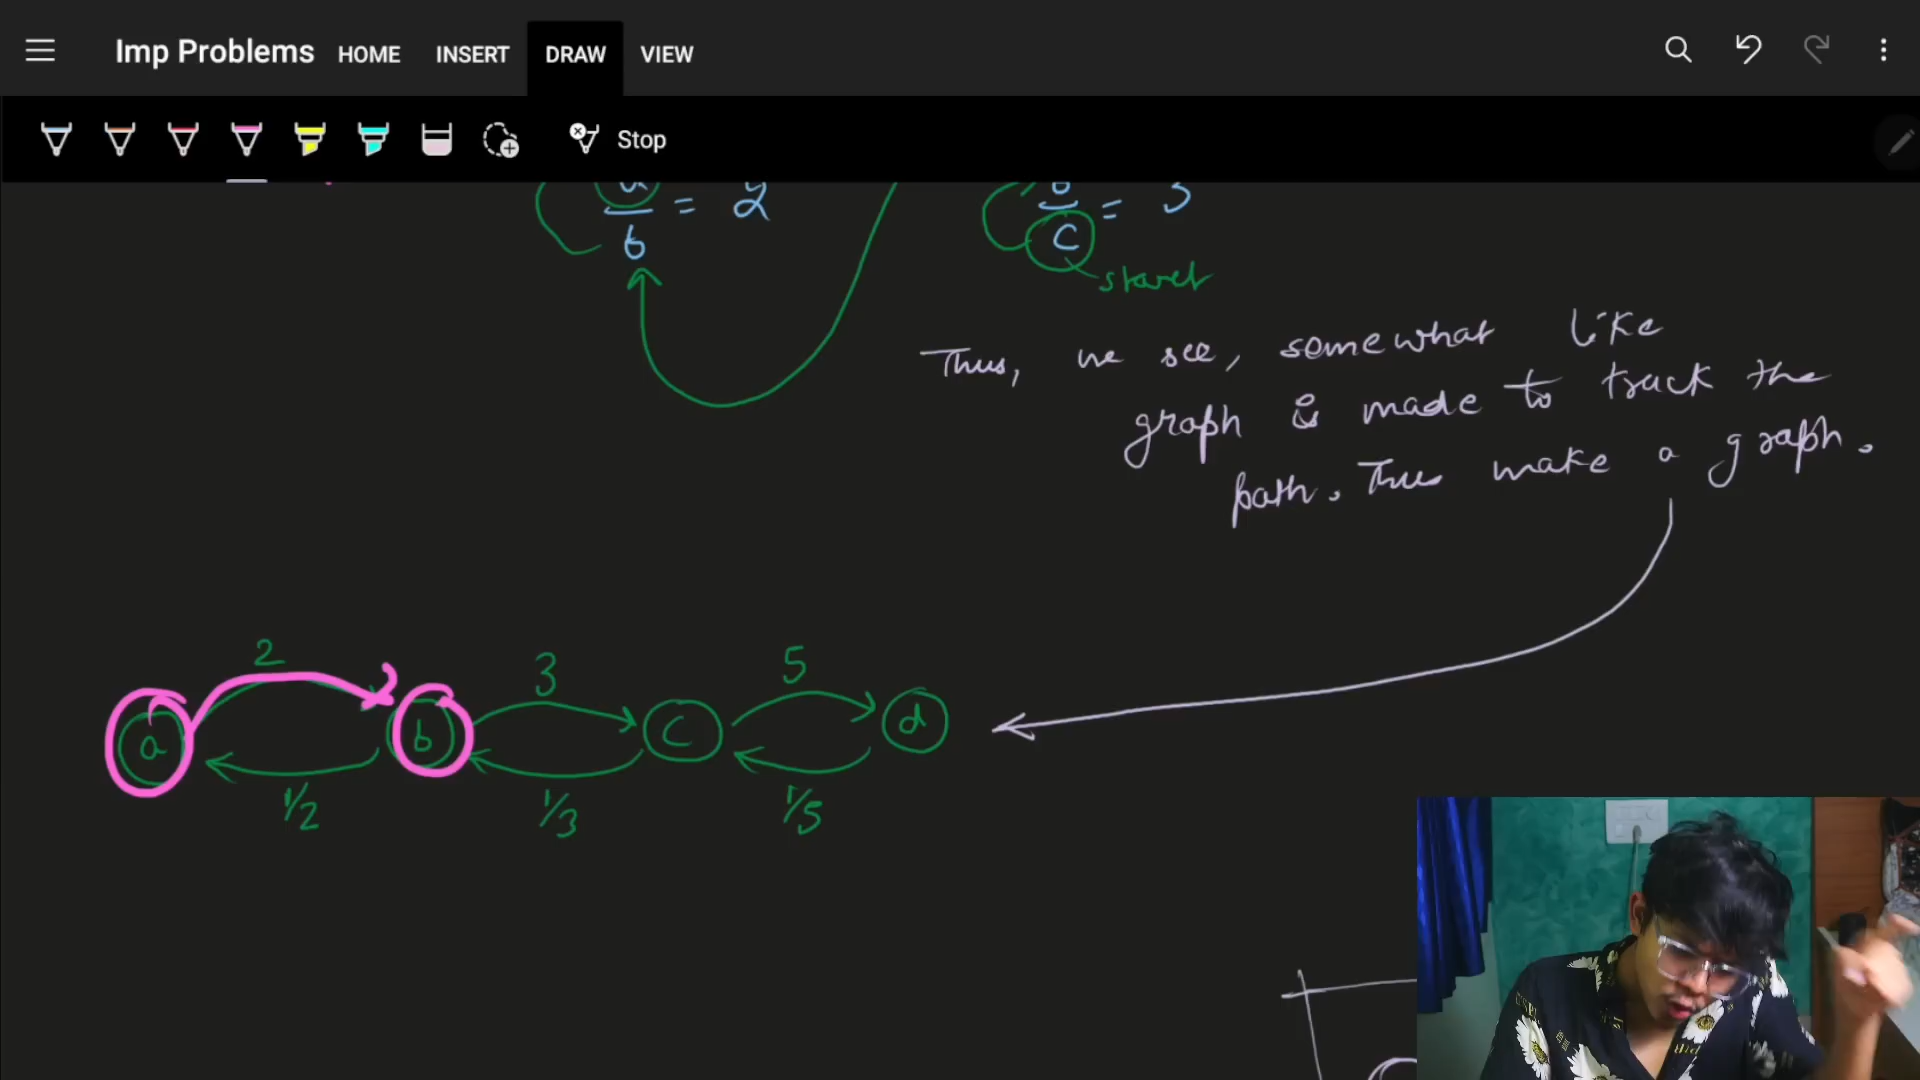 Imp Problems HOME INSERT DRAW VIEW
Stop
b = 2
c = 3
start
Thus, we see, somewhat like
graph is made to track the
path. Thus make a graph.
2 3 5
a b c d
1/2 1/3 1/5